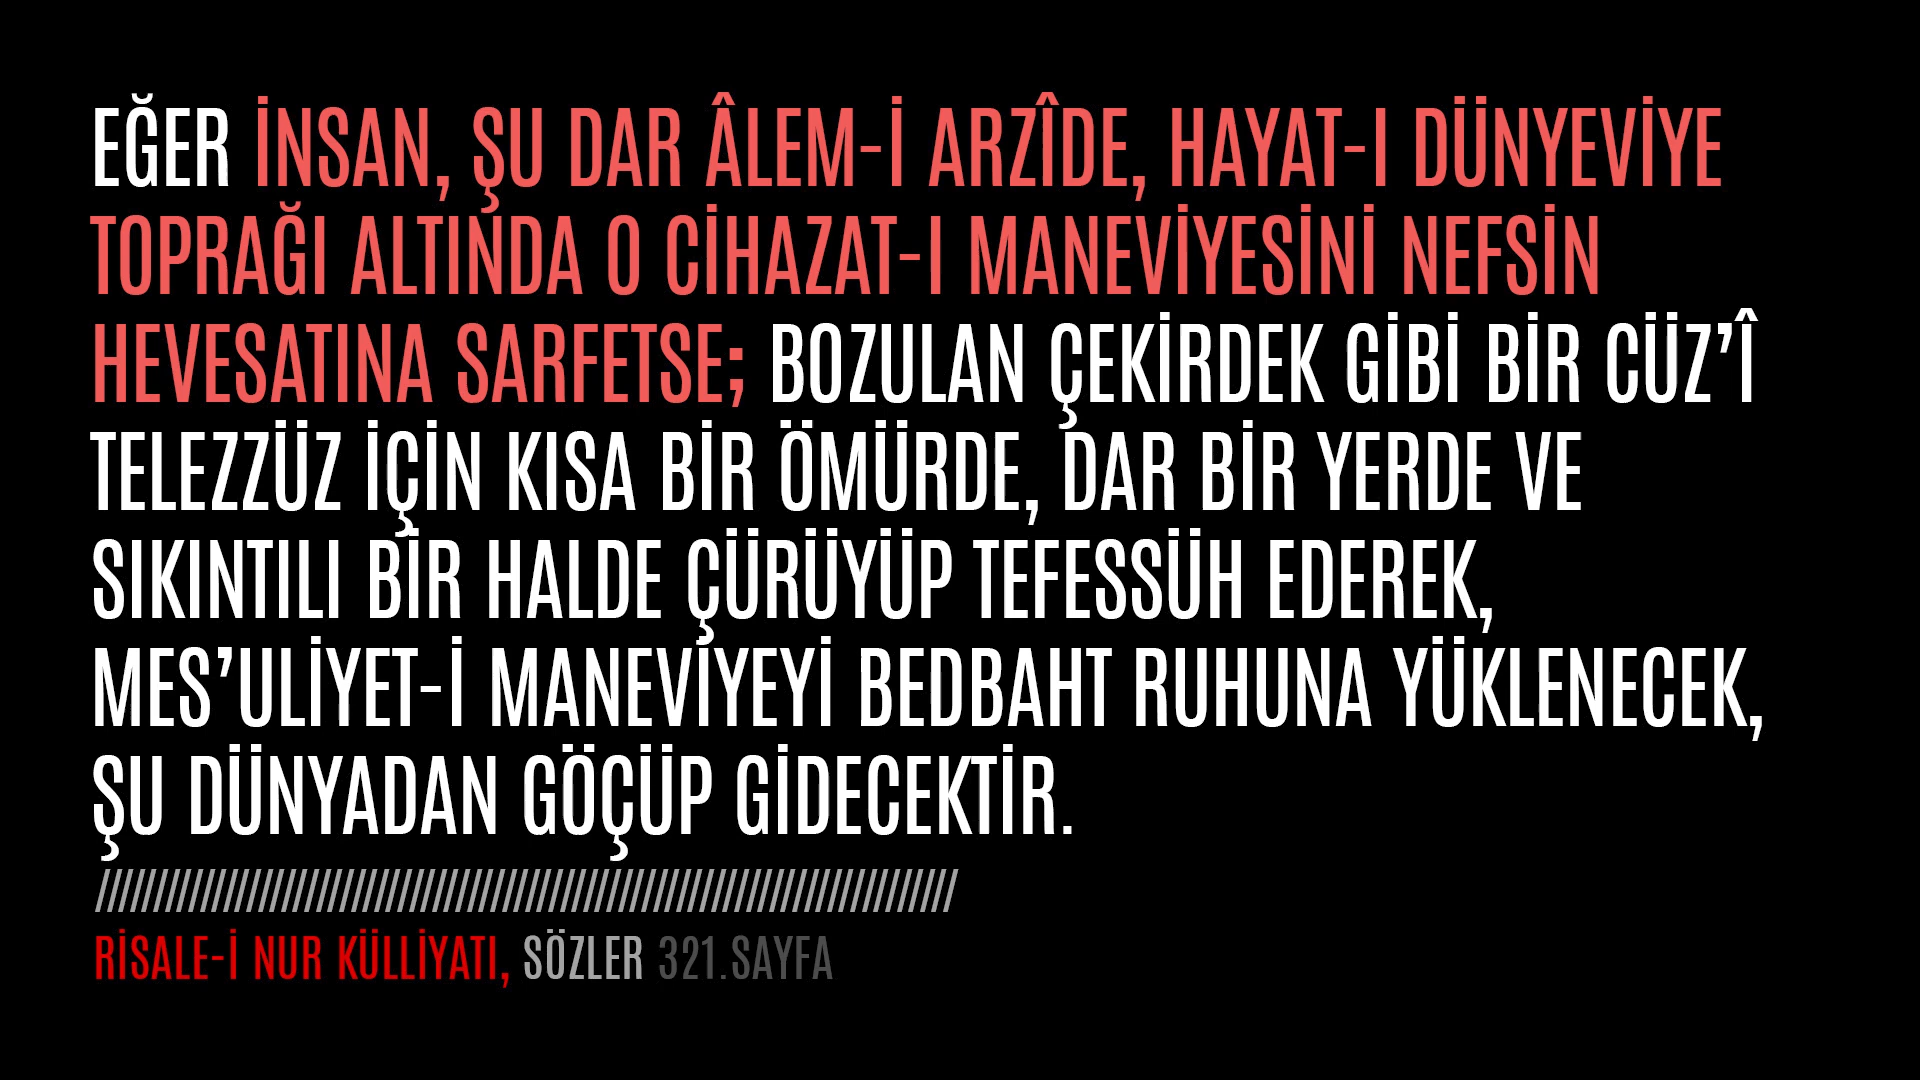 EĞER İNSAN, ŞU DAR ÂLEM-İ ARZÎDE, HAYAT-I DÜNYEVİYE
TOPRAĞI ALTINDA O CİHAZAT-I MANEVİYESİNİ NEFSİN
HEVESATINA SARFETSE; BOZULAN ÇEKİRDEK GİBİ BİR CÜZ’Î
TELEZZÜZ İÇİN KISA BİR ÖMÜRDE, DAR BİR YERDE VE
SIKINTILI BİR HALDE ÇÜRÜYÜP TEFESSÜH EDEREK,
MES’ULİYET-İ MANEVİYEYİ BEDBAHT RUHUNA YÜKLENECEK,
ŞU DÜNYADAN GÖÇÜP GİDECEKTİR.
RİSALE-İ NUR KÜLLİYATI, SÖZLER 321.SAYFA